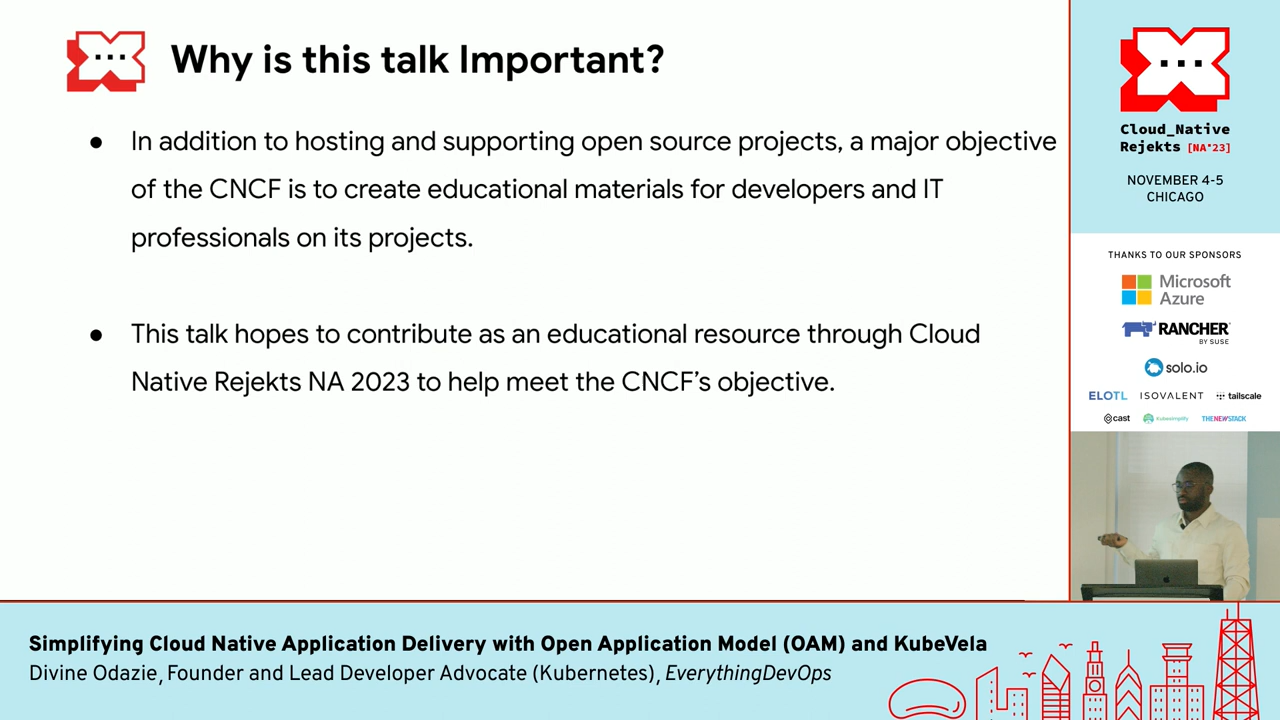 Why is this talk Important?
● In addition to hosting and supporting open source projects, a major objective
of the CNCF is to create educational materials for developers and IT
professionals on its projects.
● This talk hopes to contribute as an educational resource through Cloud
Native Rejekts NA 2023 to help meet the CNCF's objective.
Cloud_Native
Rejekts [NA'23]
NOVEMBER 4-5
CHICAGO
THANKS TO OUR SPONSORS
Microsoft
Azure
RANCHER
BY SUSE
solo.io
ELOTL ISOVALENT tailscale
cast Kubesimplify THENEWSTACK
Simplifying Cloud Native Application Delivery with Open Application Model (OAM) and KubeVela
Divine Odazie, Founder and Lead Developer Advocate (Kubernetes), EverythingDevOps